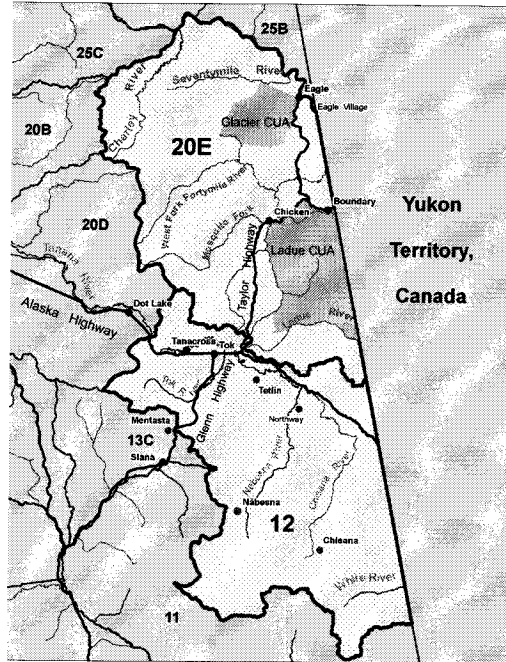 25B
25C
Seventymile River
Eagle
Eagle Village
River
Charley
Glacier CUA
20B
20E
West Fork Fortymile River
Mosquito Fork
Chicken
Boundary
Yukon
Territory,
Canada
20D
Tanana River
Taylor Highway
Ladue CUA
Ladue River
Dot Lake
Alaska Highway
Tanacross
Tok
Tok R
Tetlin
Glenn Highway
Northway
Mentasta
13C
Slana
Nabesna River
Chisana River
Nabesna
12
Chisana
White River
11